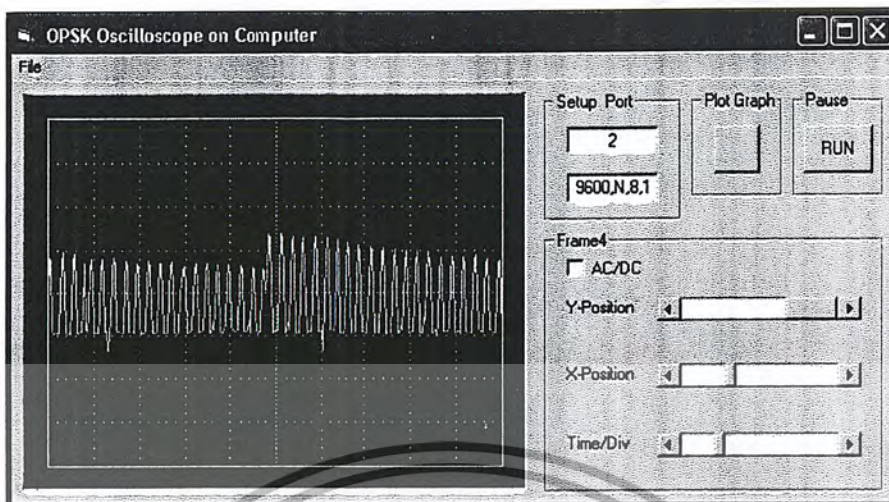 OPSK Oscilloscope on Computer
File
Setup Port
2
9600,N,8,1
Plot Graph
Pause
RUN
Frame4
AC/DC
Y-Position
X-Position
Time/Div